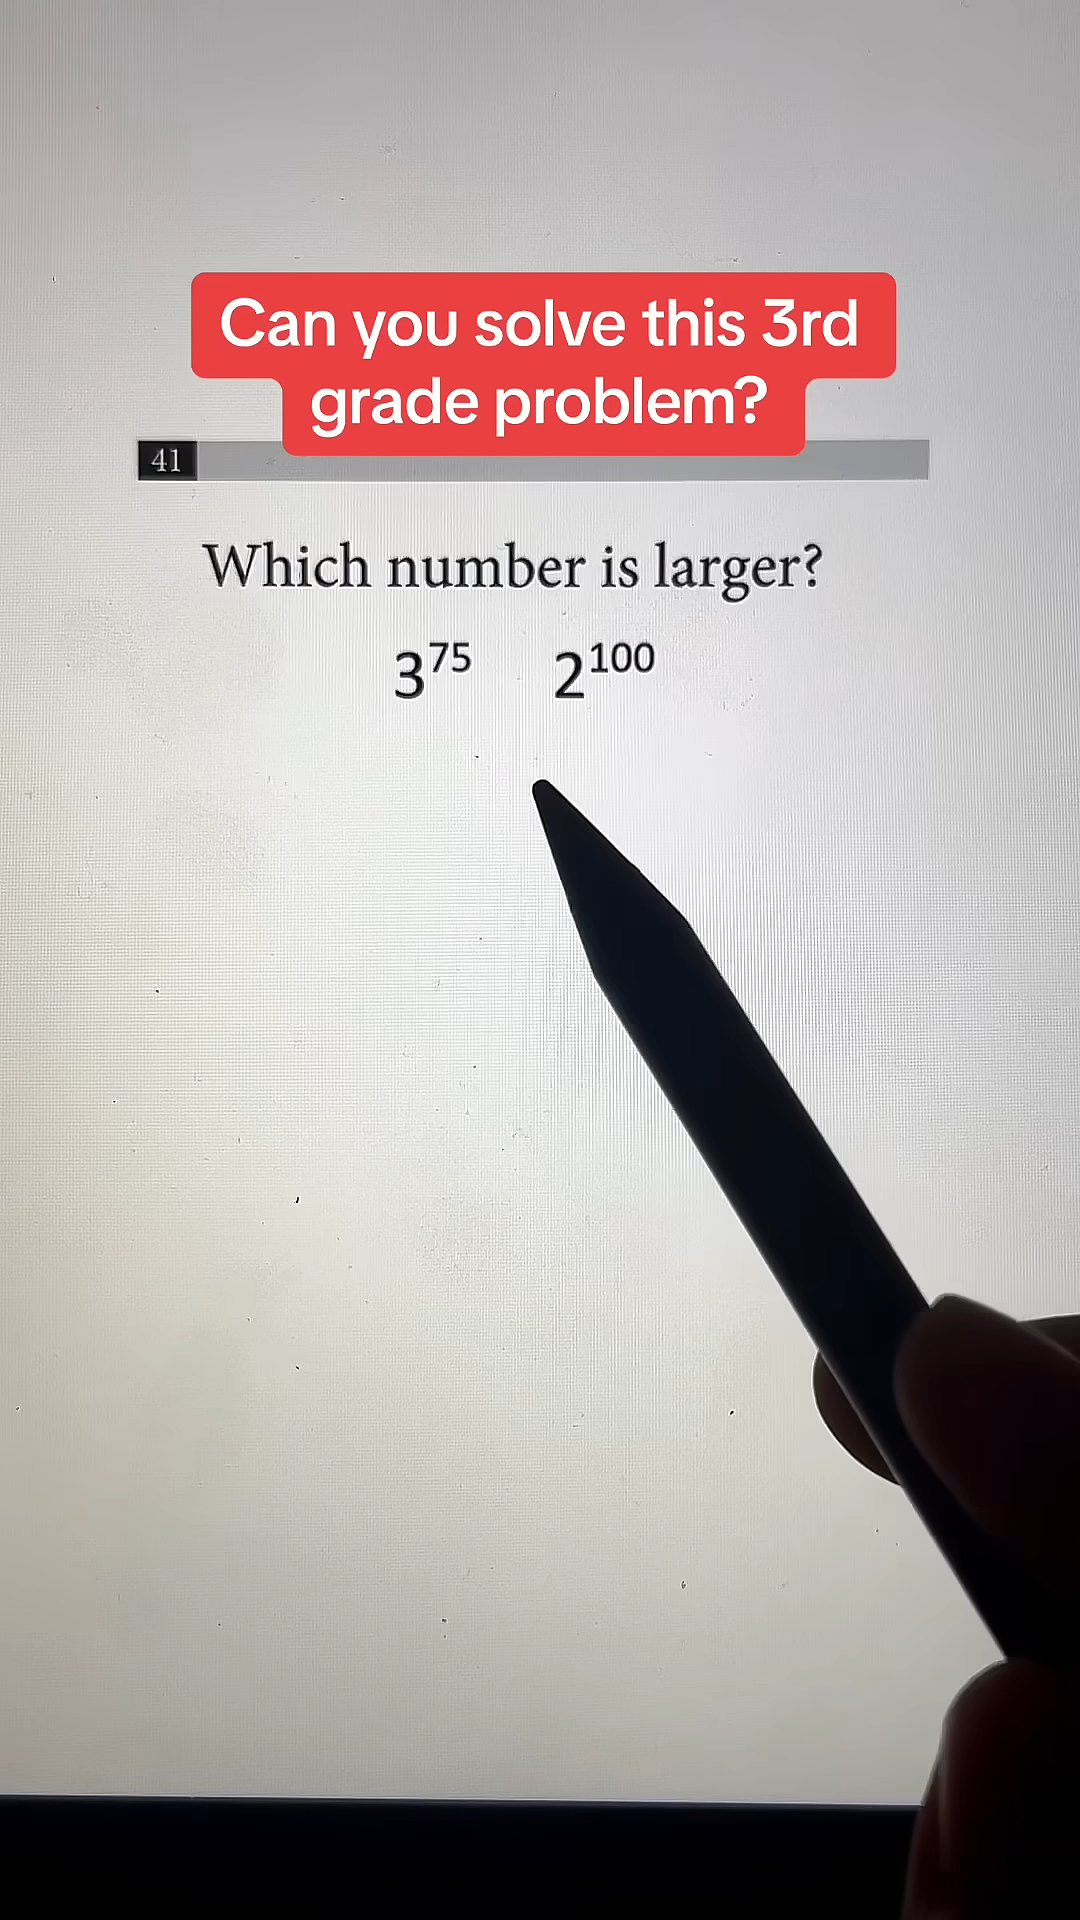 Can you solve this 3rd
grade problem?
41
Which number is larger?
3^75 2^100